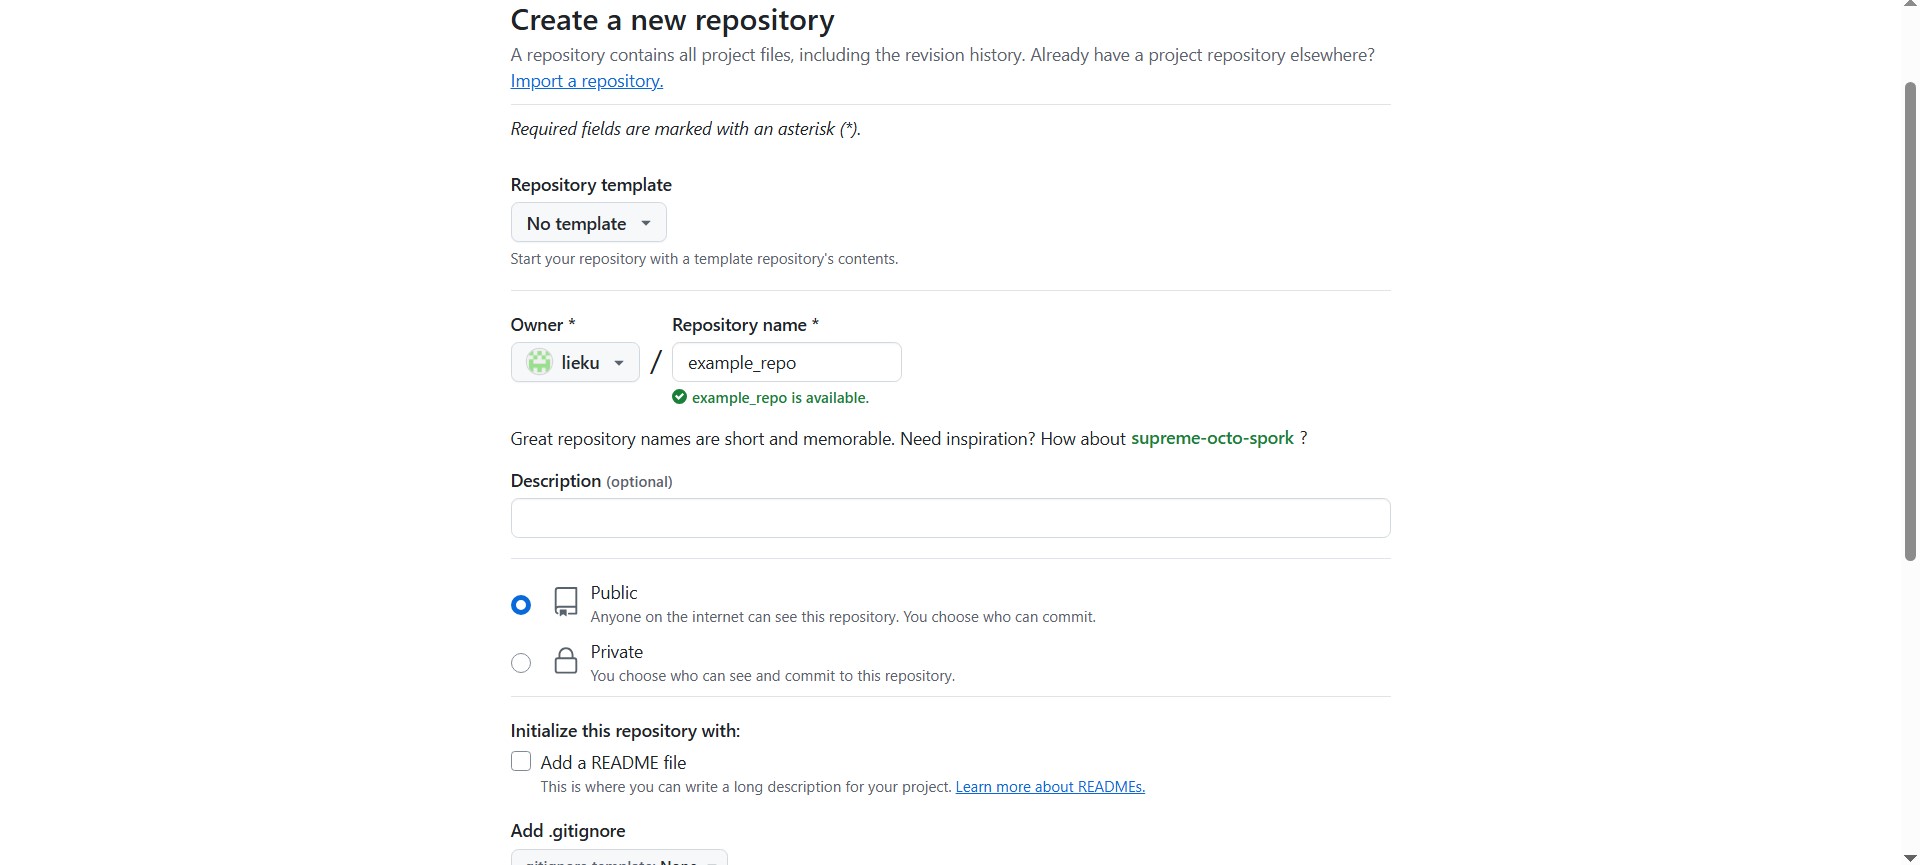 Create a new repository
A repository contains all project files, including the revision history. Already have a project repository elsewhere?
Import a repository.
Required fields are marked with an asterisk (*).
Repository template
No template
Start your repository with a template repository's contents.
Owner * Repository name *
lieku / example_repo
example_repo is available.
Great repository names are short and memorable. Need inspiration? How about supreme-octo-spork ?
Description (optional)
Public
Anyone on the internet can see this repository. You choose who can commit.
Private
You choose who can see and commit to this repository.
Initialize this repository with:
Add a README file
This is where you can write a long description for your project. Learn more about READMEs.
Add .gitignore
.gitignore template: None